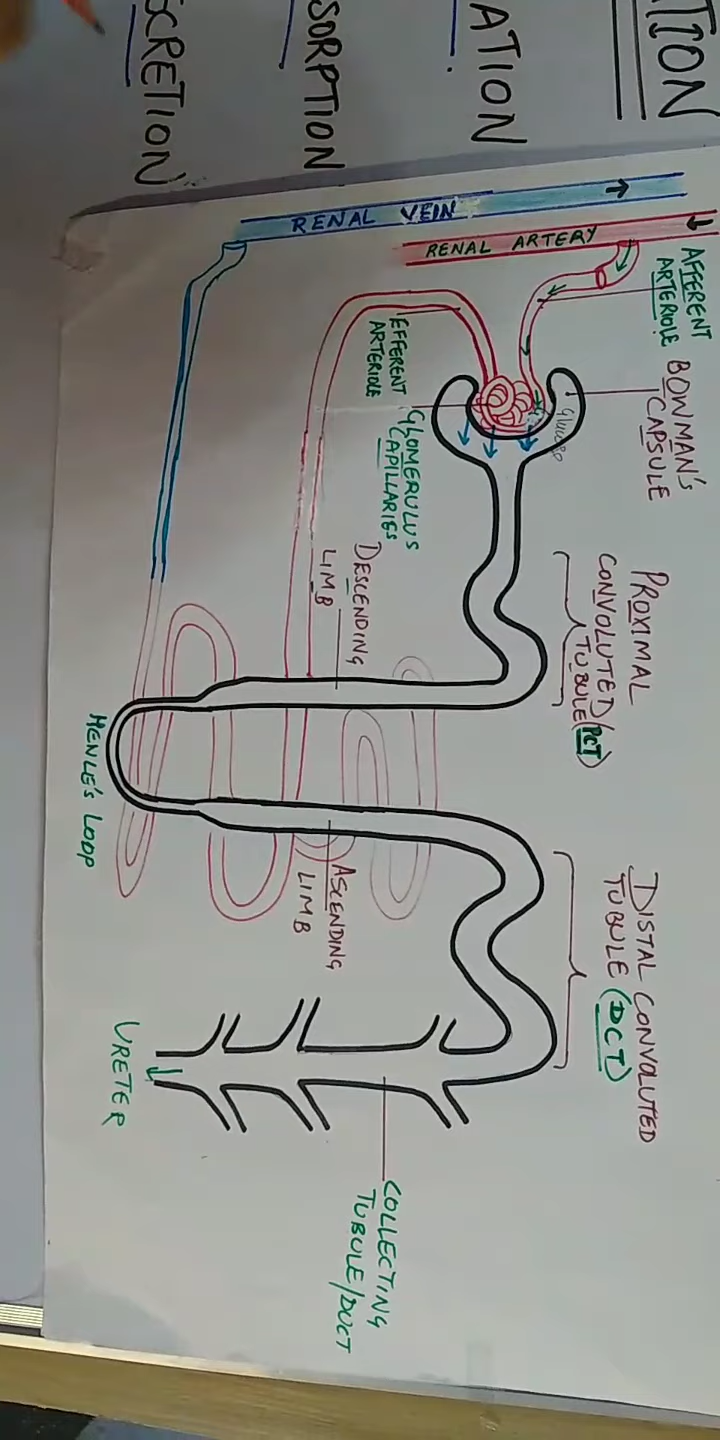 ATION
SORPTION
SCRETION
RENAL VEIN
RENAL ARTERY
AFFERENT
ARTERIOLE
BOWMAN'S
CAPSULE
EFFERENT
ARTERIOLE
GLOMERULUS
CAPILLARIES
PROXIMAL
CONVOLUTED
TUBULE (PCT)
DESCENDING
LIMB
HENLE'S LOOP
ASCENDING
LIMB
DISTAL CONVOLUTED
TUBULE (DCT)
URETER
COLLECTING
TUBULE/DUCT